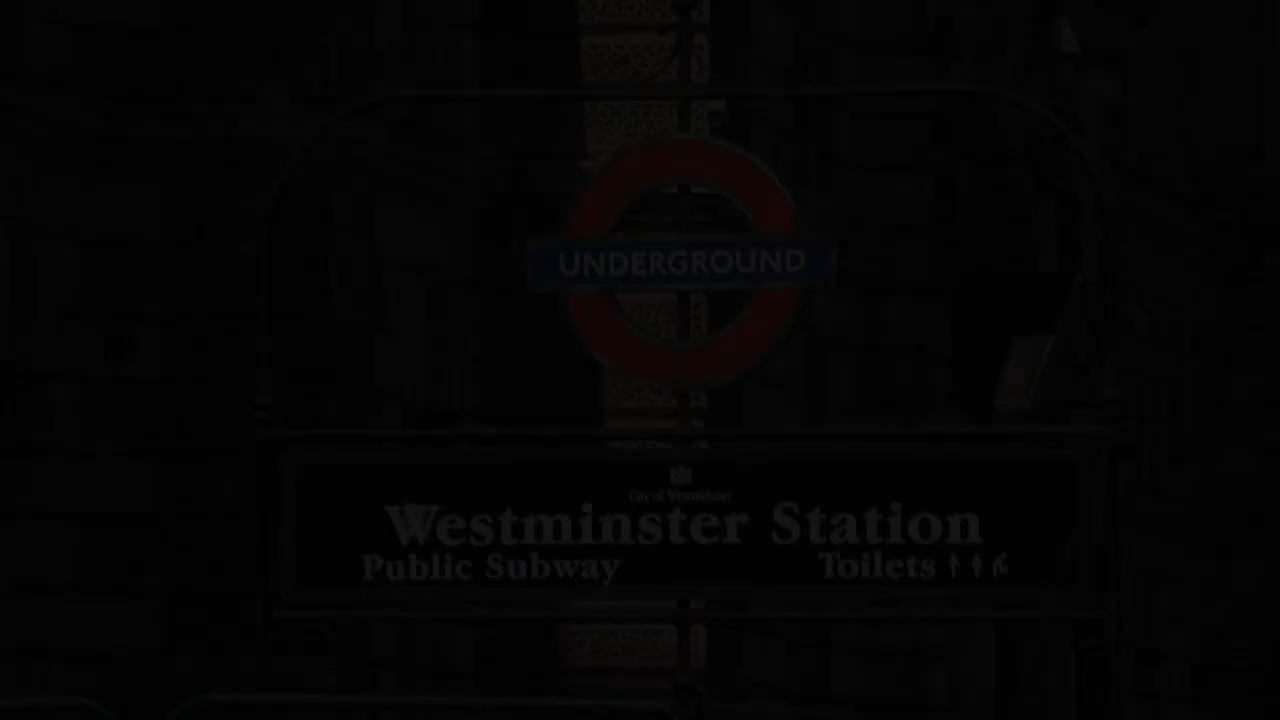 UNDERGROUND
City of Westminster
Westminster Station
Public Subway
Toilets